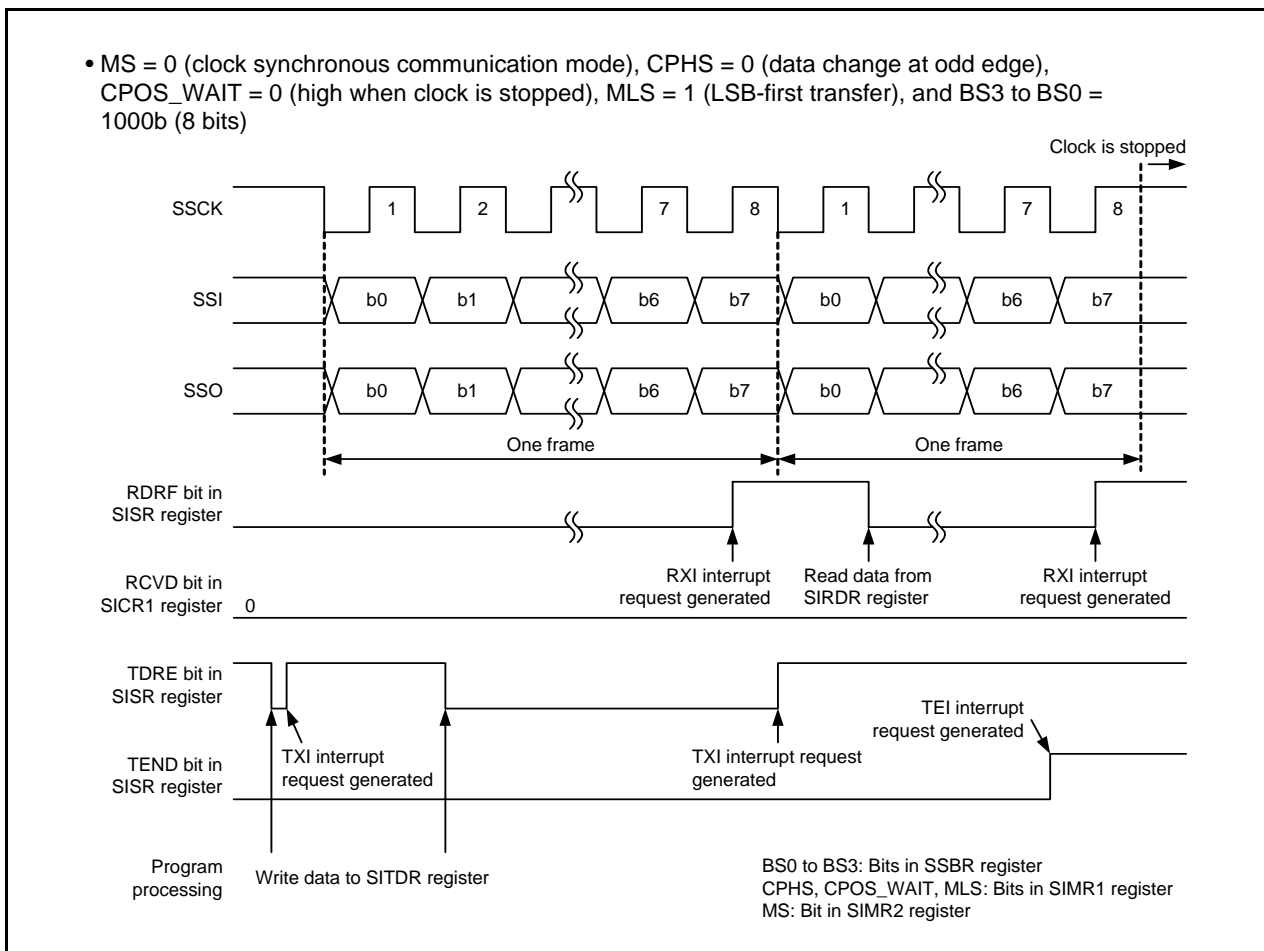 • MS = 0 (clock synchronous communication mode), CPHS = 0 (data change at odd edge),
CPOS_WAIT = 0 (high when clock is stopped), MLS = 1 (LSB-first transfer), and BS3 to BS0 =
1000b (8 bits)
Clock is stopped
SSCK 1 2 7 8 1 7 8
SSI b0 b1 b6 b7 b0 b6 b7
SSO b0 b1 b6 b7 b0 b6 b7
One frame One frame
RDRF bit in
SISR register
RXI interrupt
request generated
Read data from
SIRDR register
RXI interrupt
request generated
RCVD bit in
SICR1 register 0
TDRE bit in
SISR register
TXI interrupt
request generated
TXI interrupt request
generated
TEI interrupt
request generated
TEND bit in
SISR register
Program
processing
Write data to SITDR register
BS0 to BS3: Bits in SSBR register
CPHS, CPOS_WAIT, MLS: Bits in SIMR1 register
MS: Bit in SIMR2 register